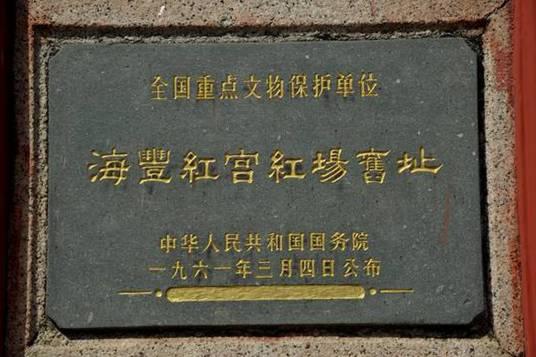 全国重点文物保护单位
海豐紅宫紅場舊址
中华人民共和国国务院
一九六一年三月四日公布